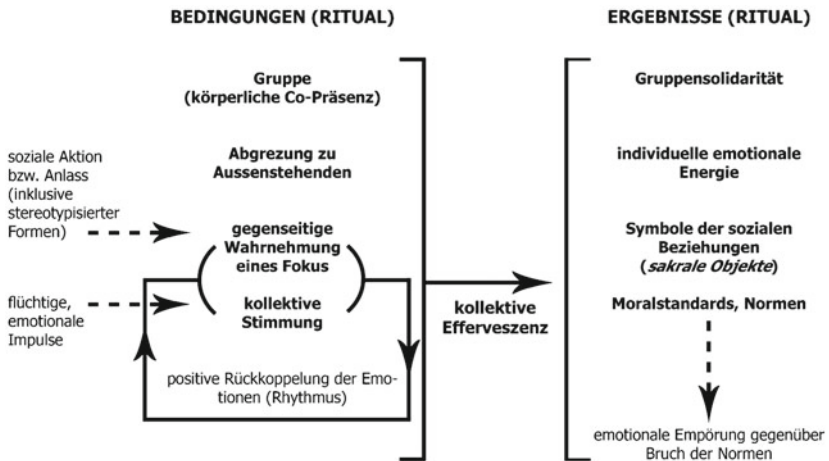 BEDINGUNGEN (RITUAL)
Gruppe
(körperliche Co-Präsenz)
Abgrezung zu
Aussenstehenden
soziale Aktion
bzw. Anlass
(inklusive
stereotypisierter
Formen)
gegenseitige
Wahrnehmung
eines Fokus
flüchtige,
emotionale
Impulse
kollektive
Stimmung
positive Rückkoppelung der Emo-
tionen (Rhythmus)
kollektive
Efferveszenz
ERGEBNISSE (RITUAL)
Gruppensolidarität
individuelle emotionale
Energie
Symbole der sozialen
Beziehungen
(sakrale Objekte)
Moralstandards, Normen
emotionale Empörung gegenüber
Bruch der Normen